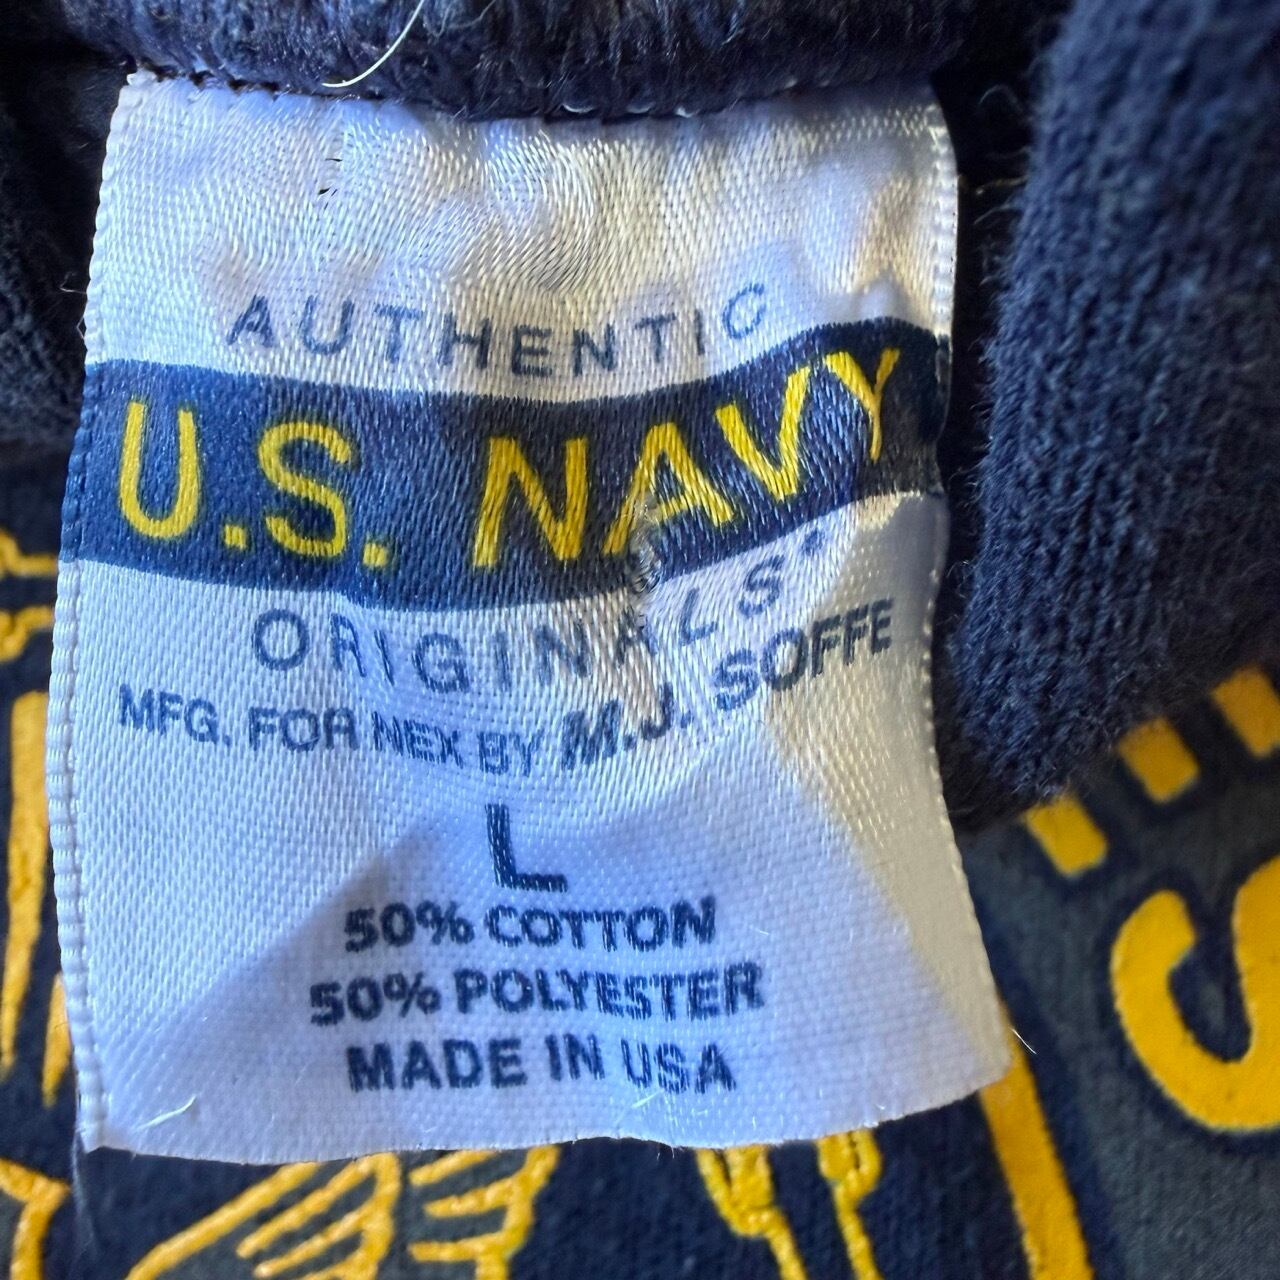 AUTHENTIC
U.S. NAVY
ORIGINALS
MFG. FOR NEX BY M.J. SOFFE
L
50% COTTON
50% POLYESTER
MADE IN USA
S